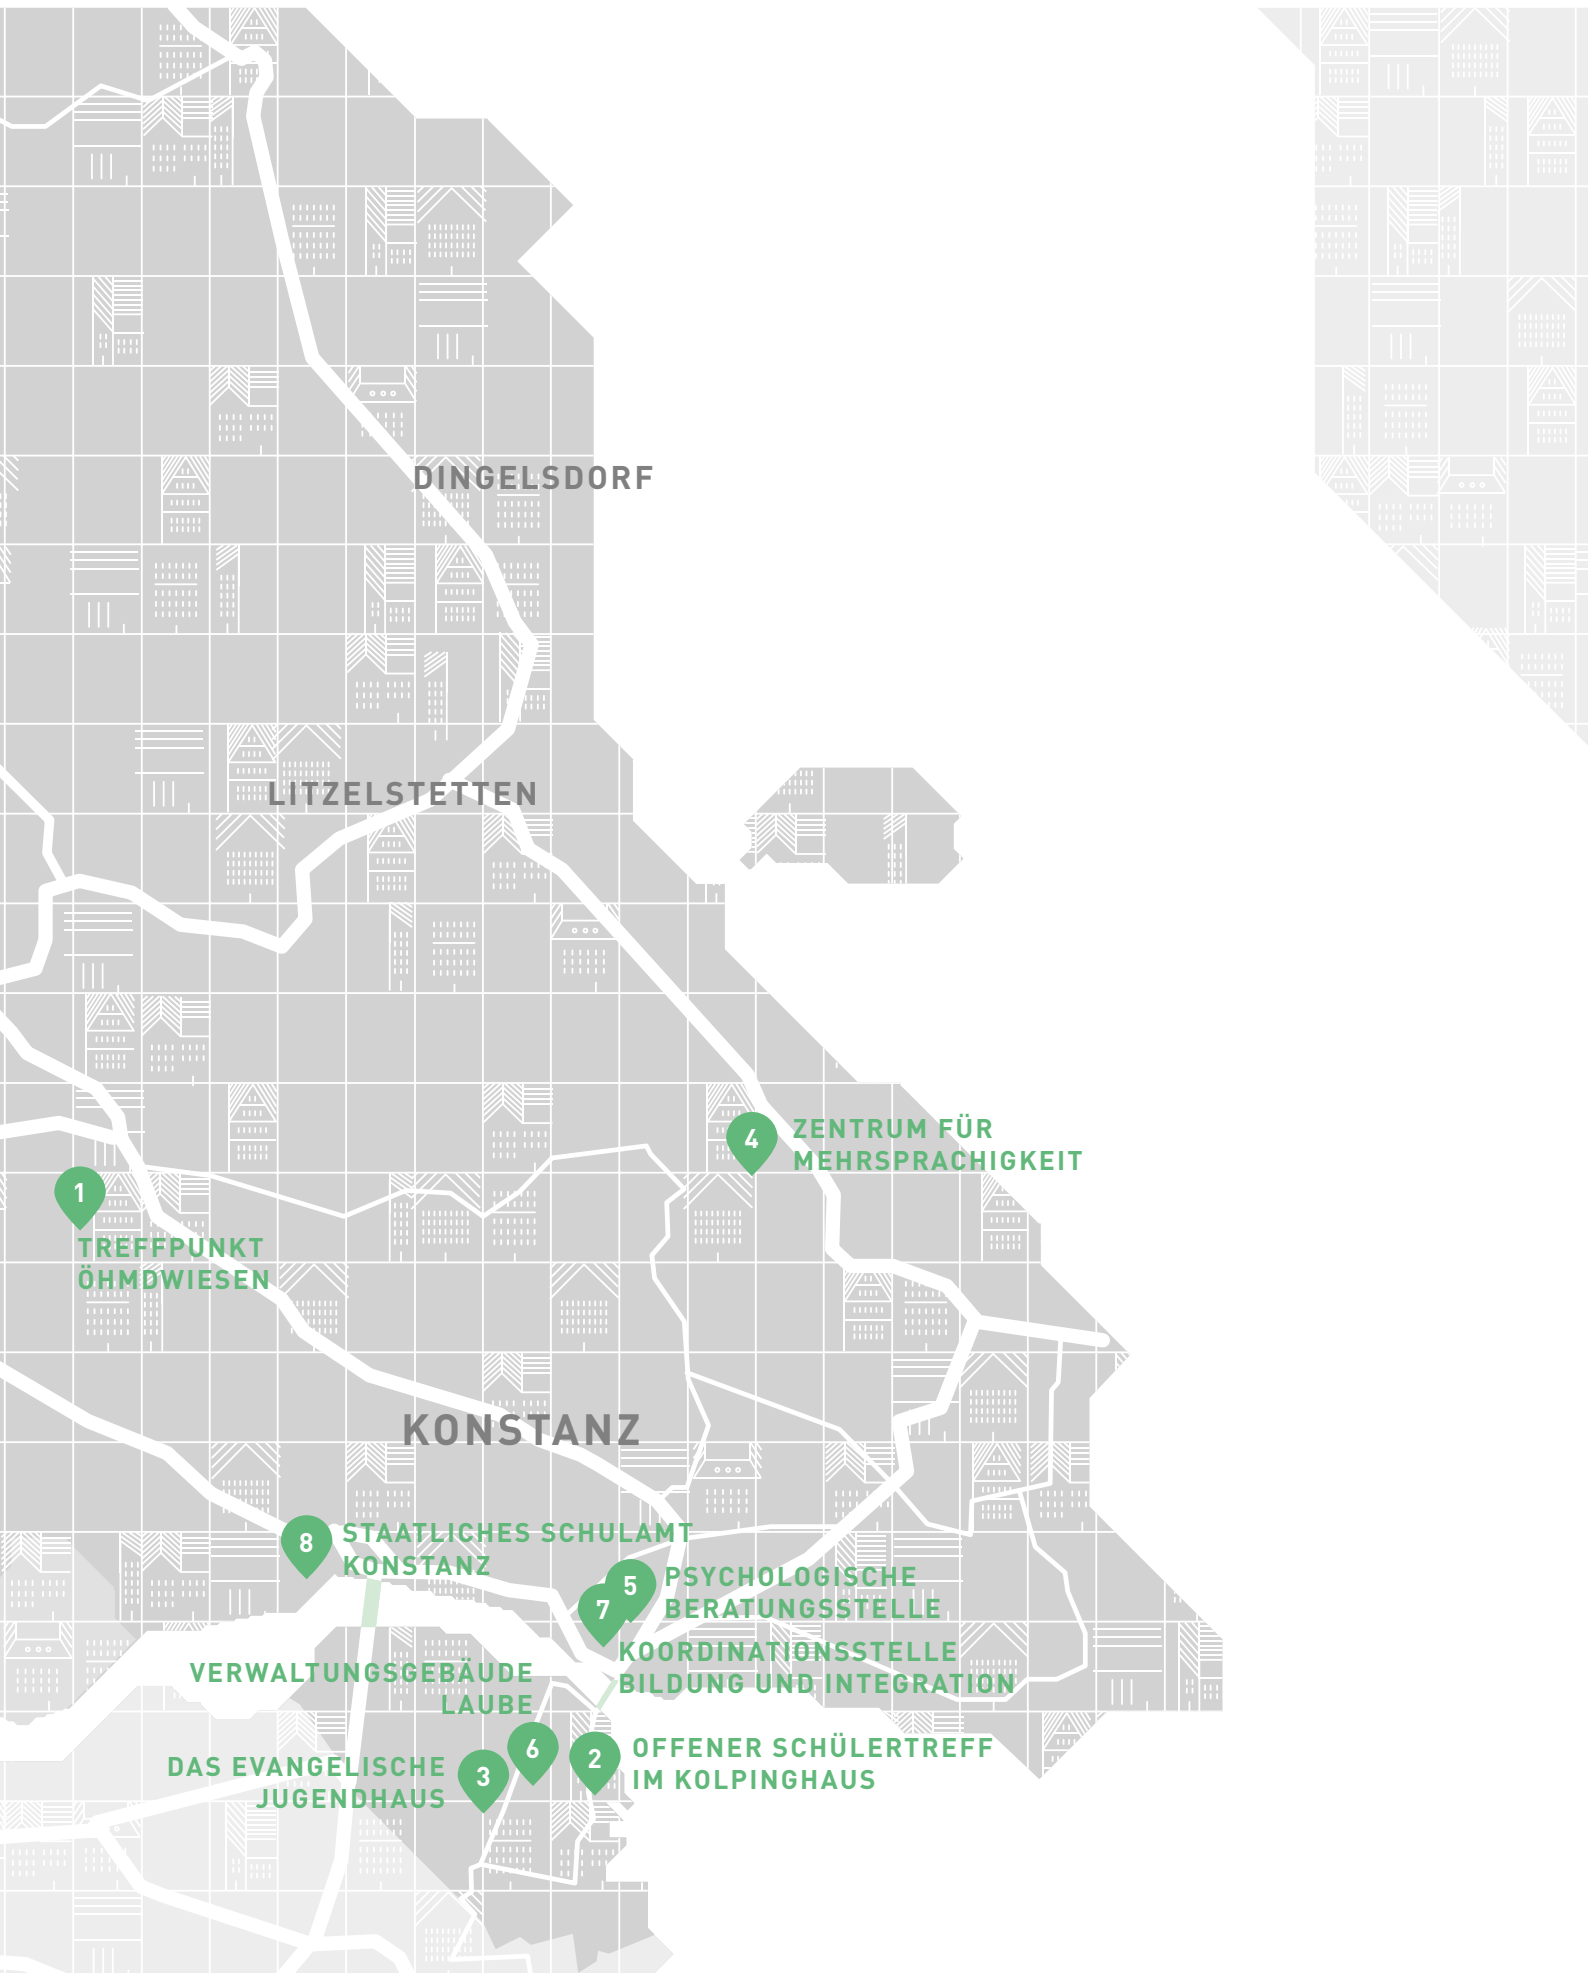 DINGELSDORF
LITZELSTETTEN
4
ZENTRUM FÜR
MEHRSPRACHIGKEIT
1
TREFFPUNKT
ÖHMDWIESEN
KONSTANZ
8
STAATLICHES SCHULAMT
KONSTANZ
5
PSYCHOLOGISCHE
BERATUNGSSTELLE
7
KOORDINATIONSSTELLE
BILDUNG UND INTEGRATION
VERWALTUNGSGEBÄUDE
LAUBE
6
2
OFFENER SCHÜLERTREFF
IM KOLPINGHAUS
DAS EVANGELISCHE
JUGENDHAUS
3